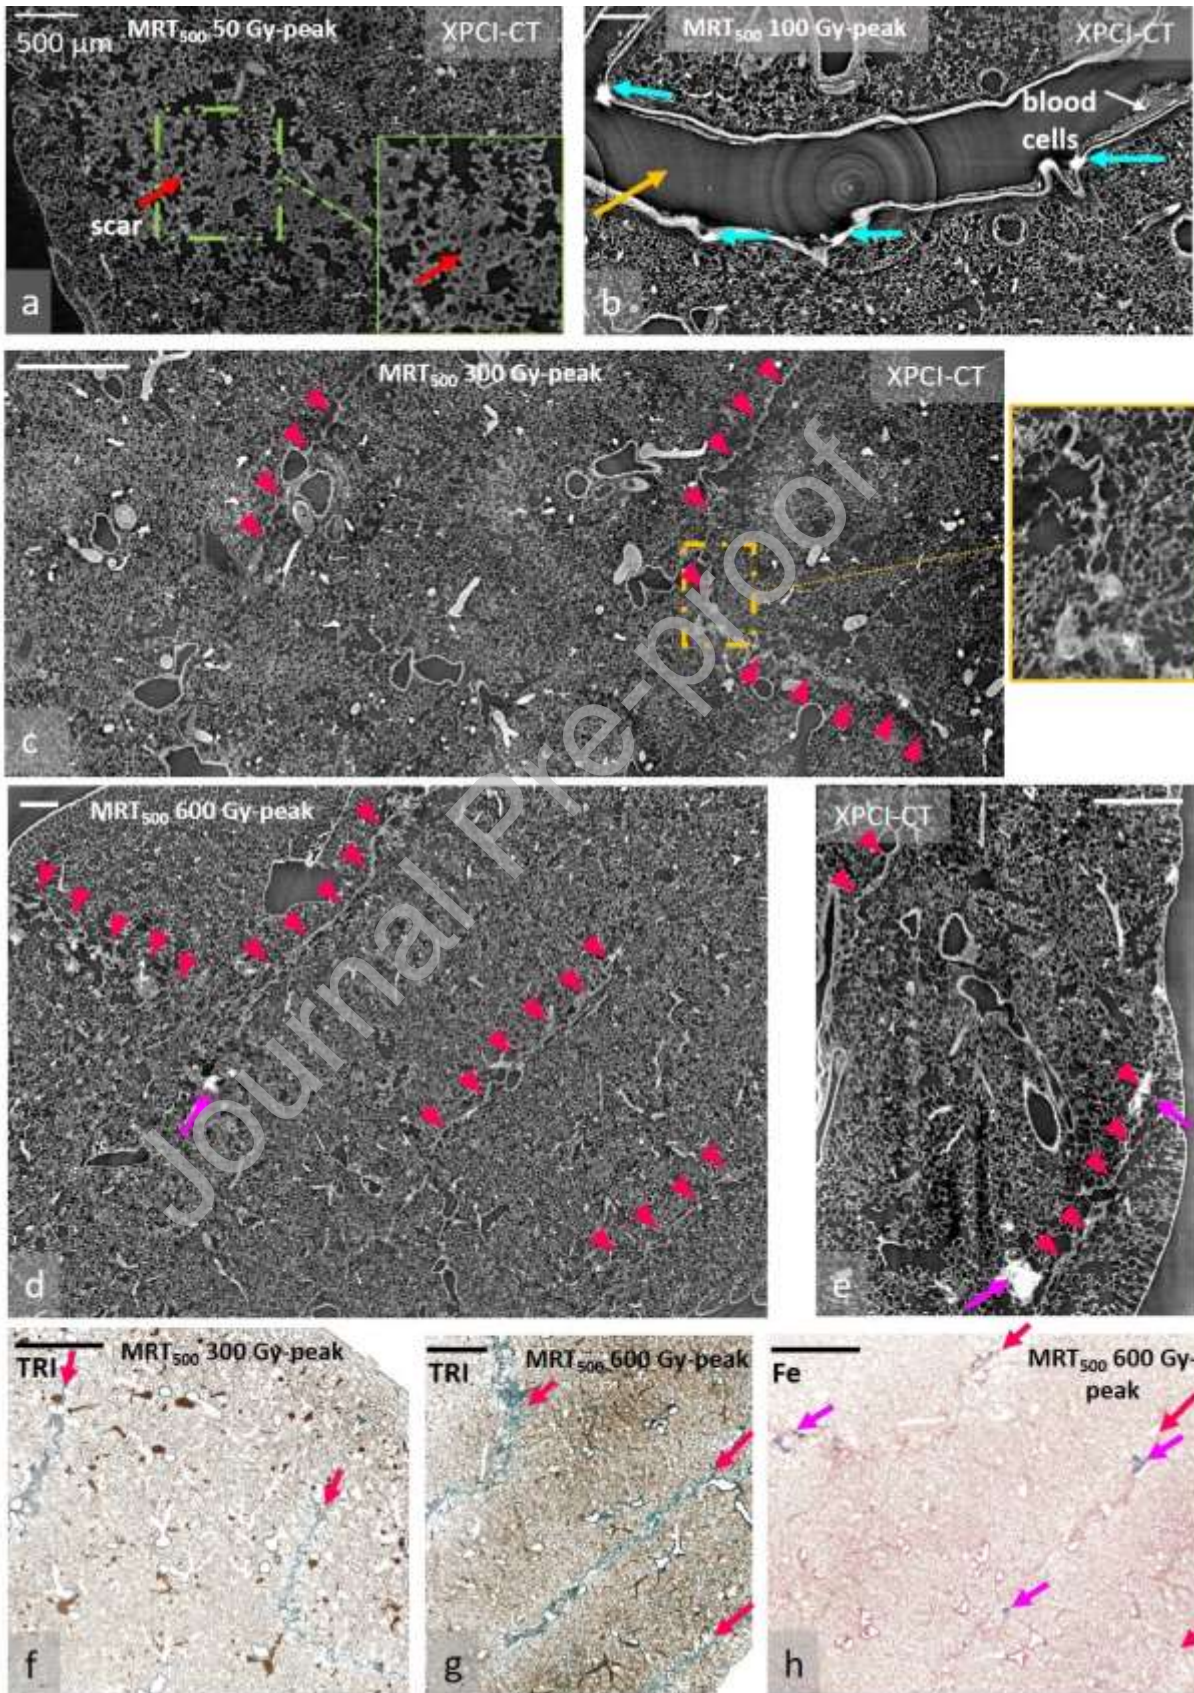 500 µm
MRT500 50 Gy-peak
XPCI-CT
scar
a
MRT500 100 Gy-peak
XPCI-CT
blood
cells
b
MRT500 300 Gy-peak
XPCI-CT
c
MRT500 600 Gy-peak
d
XPCI-CT
e
Journal Pre-proof
TRI
MRT500 300 Gy-peak
f
TRI
MRT500 600 Gy-peak
g
Fe
MRT500 600 Gy-
peak
h